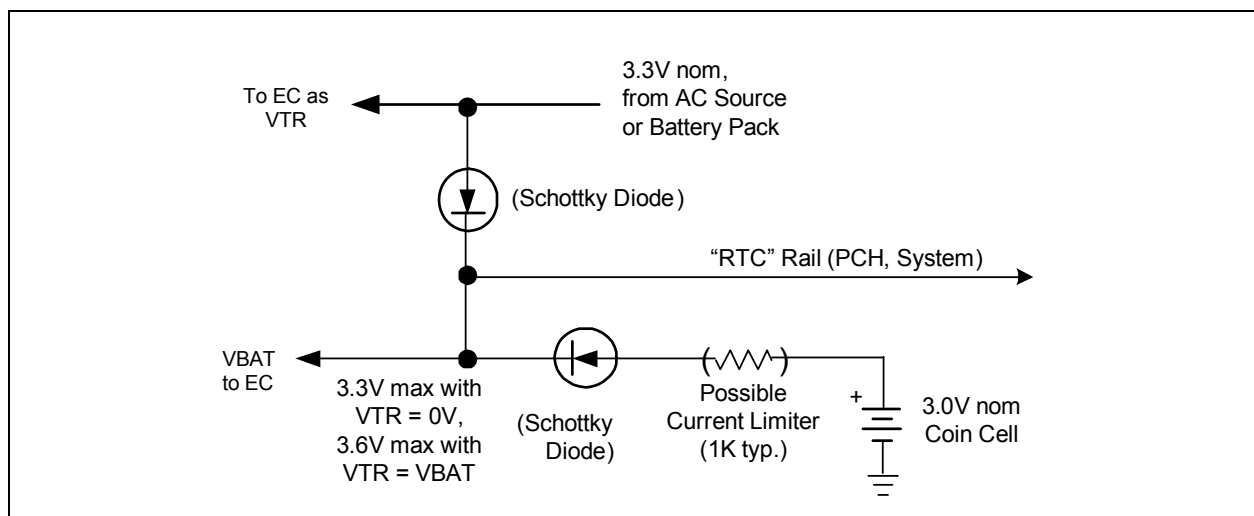 3.3V nom,
from AC Source
or Battery Pack
To EC as
VTR
(Schottky Diode)
“RTC” Rail (PCH, System)
VBAT
to EC
3.3V max with
VTR = 0V,
3.6V max with
VTR = VBAT
(Schottky
Diode)
( )
Possible
Current Limiter
(1K typ.)
+
3.0V nom
Coin Cell